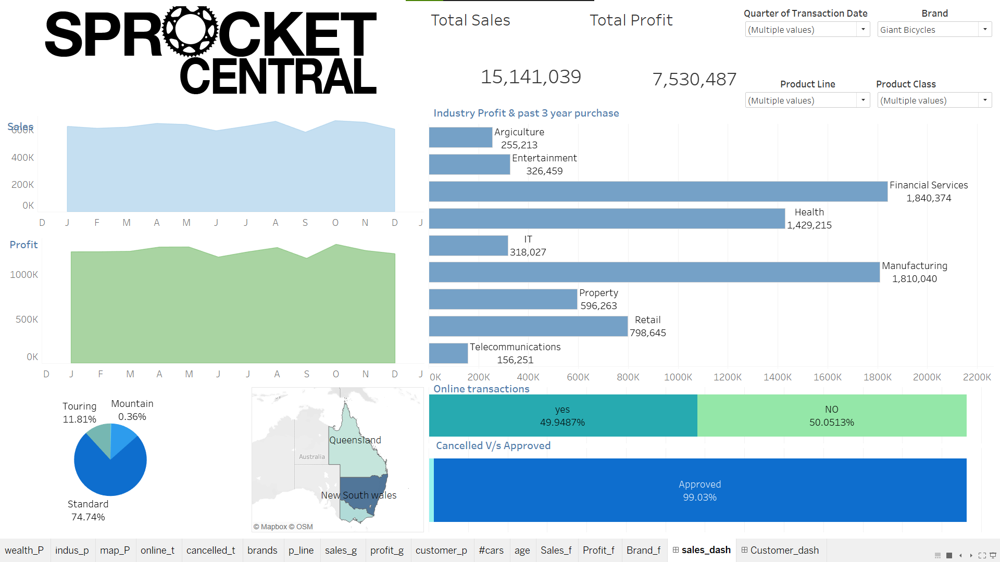 SPROCKET
CENTRAL
Total Sales
Total Profit
15,141,039
7,530,487
Quarter of Transaction Date
(Multiple values)
Brand
Giant Bicycles
Product Line
(Multiple values)
Product Class
(Multiple values)
Sales
600K
400K
200K
0K
D J F M A M J J A S O N D J
Profit
1000K
500K
0K
D J F M A M J J A S O N D J
Industry Profit & past 3 year purchase
Argiculture
255,213
Entertainment
326,459
Financial Services
1,840,374
Health
1,429,215
IT
318,027
Manufacturing
1,810,040
Property
596,263
Retail
798,645
Telecommunications
156,251
0K 200K 400K 600K 800K 1000K 1200K 1400K 1600K 1800K 2000K 2200K
Touring
11.81%
Mountain
0.36%
Standard
74.74%
Queensland
Australia
New South wales
© Mapbox © OSM
Online transactions
yes
49.9487%
NO
50.0513%
Cancelled V/s Approved
Approved
99.03%
wealth_P indus_p map_P online_t cancelled_t brands p_line sales_g profit_g customer_p #cars age Sales_f Profit_f Brand_f sales_dash Customer_dash